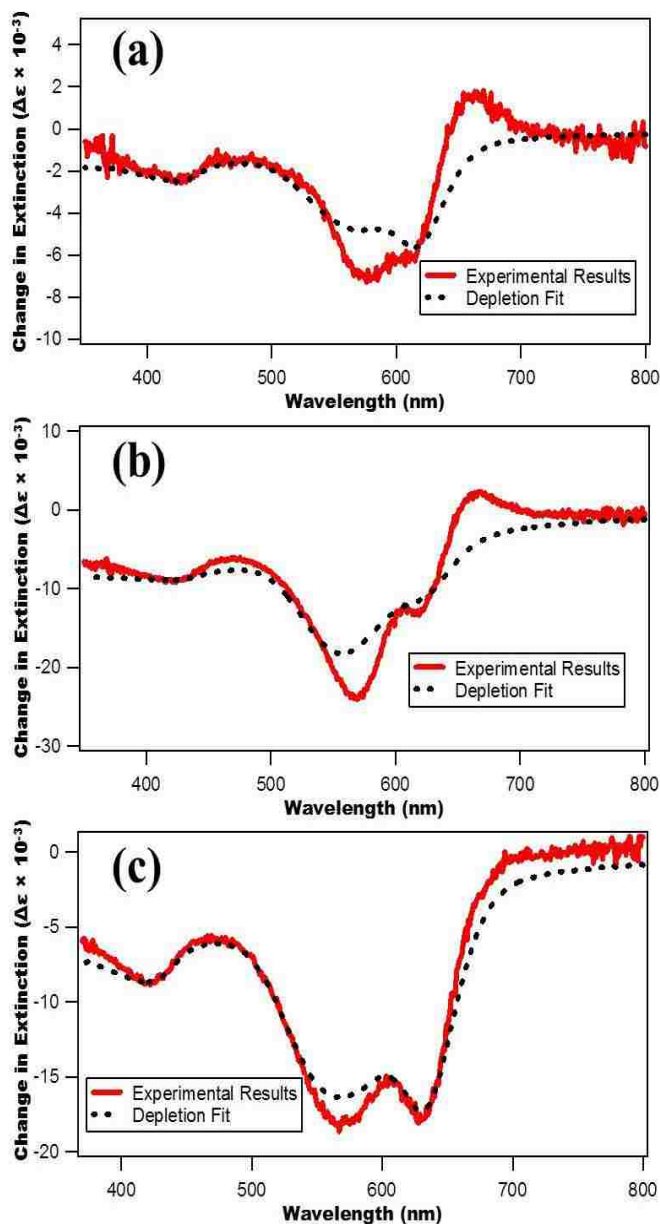 (a)
Change in Extinction (Δε × 10⁻³)
4
2
0
-2
-4
-6
-8
-10
Experimental Results
Depletion Fit
400 500 600 700 800
Wavelength (nm)
(b)
Change in Extinction (Δε × 10⁻³)
10
0
-10
-20
-30
Experimental Results
Depletion Fit
400 500 600 700 800
Wavelength (nm)
(c)
Change in Extinction (Δε × 10⁻³)
0
-5
-10
-15
-20
Experimental Results
Depletion Fit
400 500 600 700 800
Wavelength (nm)